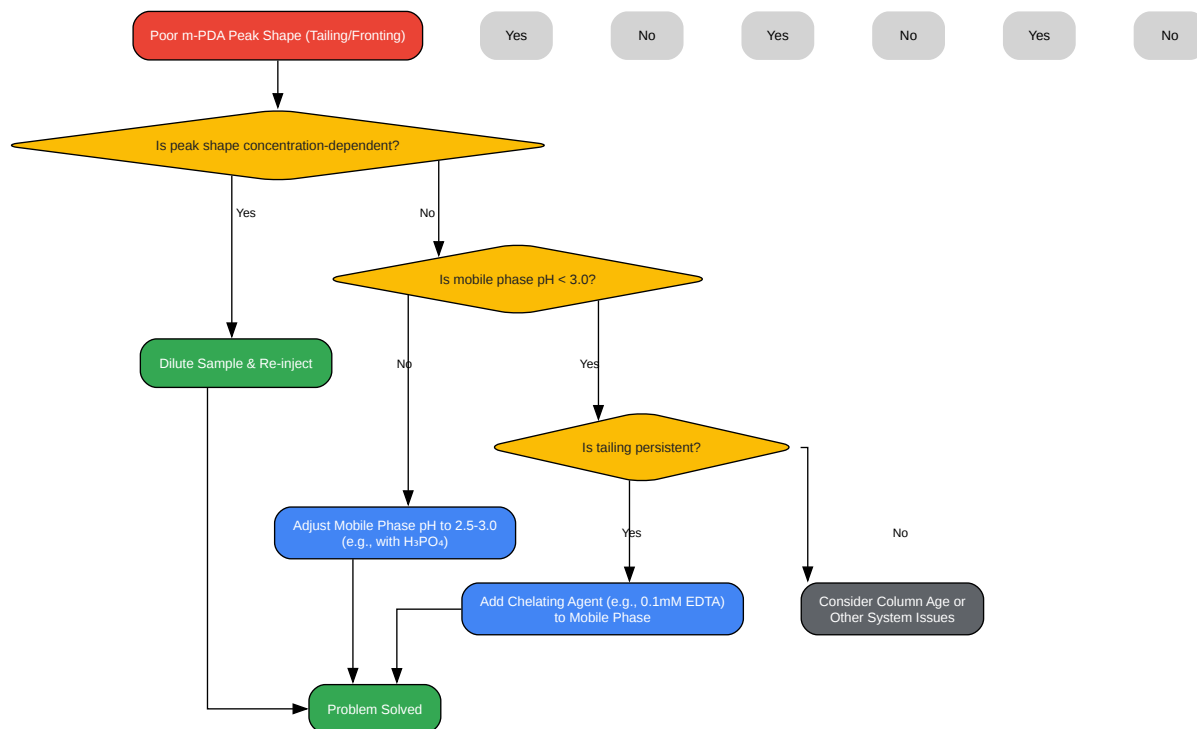 Poor m-PDA Peak Shape (Tailing/Fronting)
Yes
No
Yes
No
Yes
No
Is peak shape concentration-dependent?
Yes
No
Is mobile phase pH < 3.0?
Dilute Sample & Re-inject
No
Yes
Is tailing persistent?
Adjust Mobile Phase pH to 2.5-3.0
(e.g., with H₃PO₄)
Yes
No
Add Chelating Agent (e.g., 0.1mM EDTA)
to Mobile Phase
Consider Column Age or
Other System Issues
Problem Solved